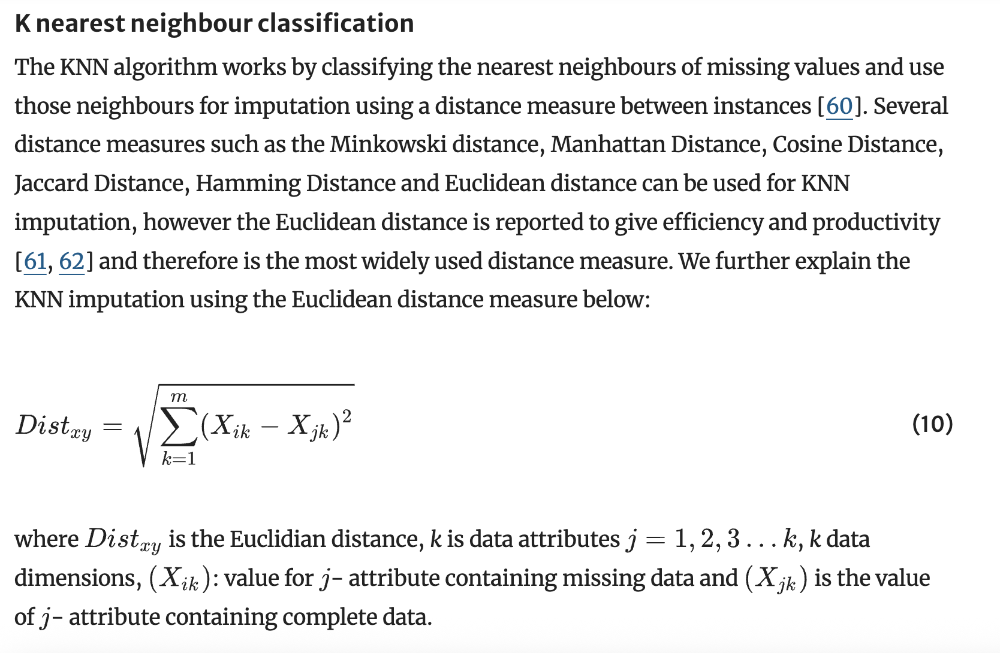 K nearest neighbour classification
The KNN algorithm works by classifying the nearest neighbours of missing values and use
those neighbours for imputation using a distance measure between instances [60]. Several
distance measures such as the Minkowski distance, Manhattan Distance, Cosine Distance,
Jaccard Distance, Hamming Distance and Euclidean distance can be used for KNN
imputation, however the Euclidean distance is reported to give efficiency and productivity
[61, 62] and therefore is the most widely used distance measure. We further explain the
KNN imputation using the Euclidean distance measure below:
$Dist_{xy} = \sqrt{\sum_{k=1}^{m} (X_{ik} - X_{jk})^2}$ (10)
where $Dist_{xy}$ is the Euclidian distance, k is data attributes $j = 1, 2, 3 \ldots k$, k data
dimensions, $(X_{ik})$: value for $j$– attribute containing missing data and $(X_{jk})$ is the value
of $j$– attribute containing complete data.